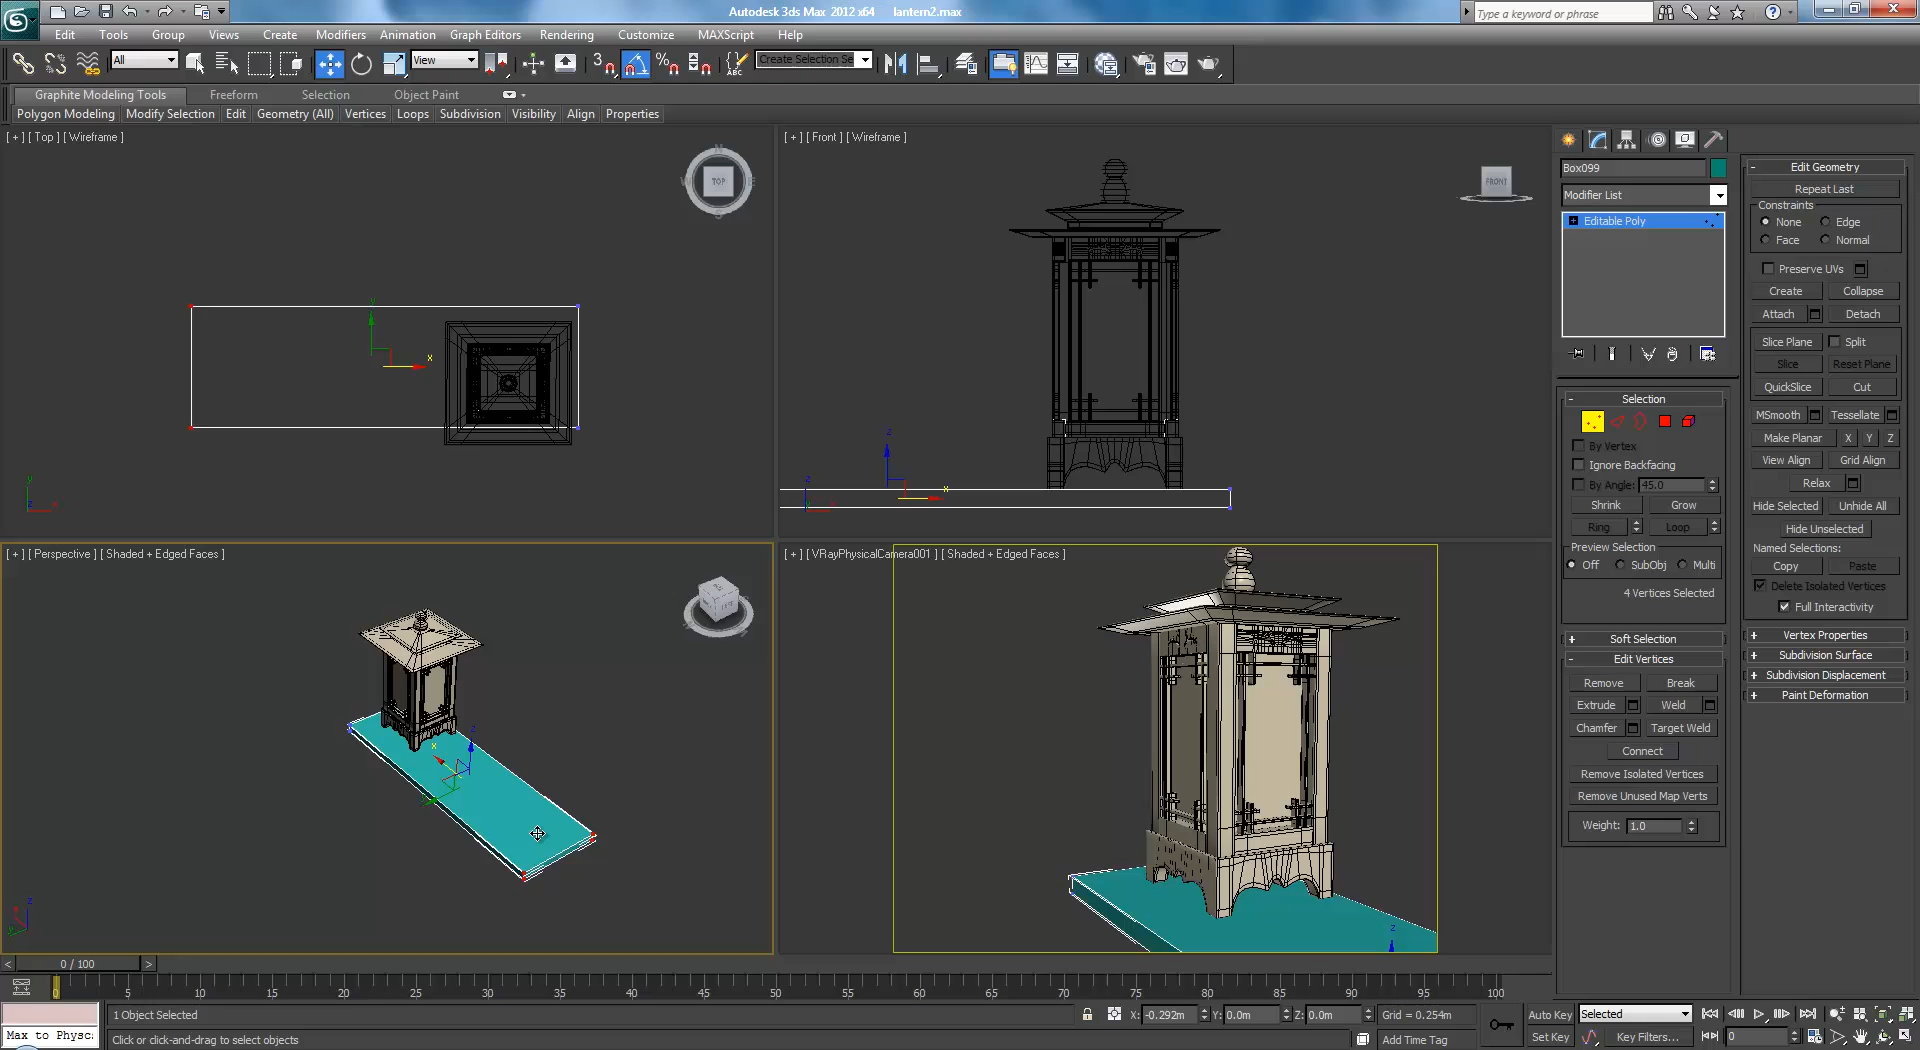 Autodesk 3ds Max 2012 x64 lantern2.max
Type a keyword or phrase
Edit Tools Group Views Create Modifiers Animation Graph Editors Rendering Customize MAXScript Help
All View Create Selection Se
Graphite Modeling Tools Freeform Selection Object Paint
Polygon Modeling Modify Selection Edit Geometry (All) Vertices Loops Subdivision Visibility Align Properties
[ + ] [ Top ] [ Wireframe ]
TOP
[ + ] [ Front ] [ Wireframe ]
FRONT
[ + ] [ Perspective ] [ Shaded + Edged Faces ]
[ + ] [ VRayPhysicalCamera001 ] [ Shaded + Edged Faces ]
Box099
Modifier List
Editable Poly
Selection
By Vertex
Ignore Backfacing
By Angle: 45.0
Shrink Grow
Ring Loop
Preview Selection
Off SubObj Multi
4 Vertices Selected
Soft Selection
Edit Vertices
Remove Break
Extrude Weld
Chamfer Target Weld
Connect
Remove Isolated Vertices
Remove Unused Map Verts
Weight: 1.0
Edit Geometry
Repeat Last
Constraints
None Edge
Face Normal
Preserve UVs
Create Collapse
Attach Detach
Slice Plane Split
Slice Reset Plane
QuickSlice Cut
MSmooth Tessellate
Make Planar X Y Z
View Align Grid Align
Relax
Hide Selected Unhide All
Hide Unselected
Named Selections:
Copy Paste
Delete Isolated Vertices
Full Interactivity
Vertex Properties
Subdivision Surface
Subdivision Displacement
Paint Deformation
< 0 / 100 >
0 5 10 15 20 25 30 35 40 45 50 55 60 65 70 75 80 85 90 95 100
1 Object Selected X: -0.292m Y: 0.0m Z: 0.0m Grid = 0.254m Auto Key Selected
Max to Physc: Click or click-and-drag to select objects Add Time Tag Set Key Key Filters... 0